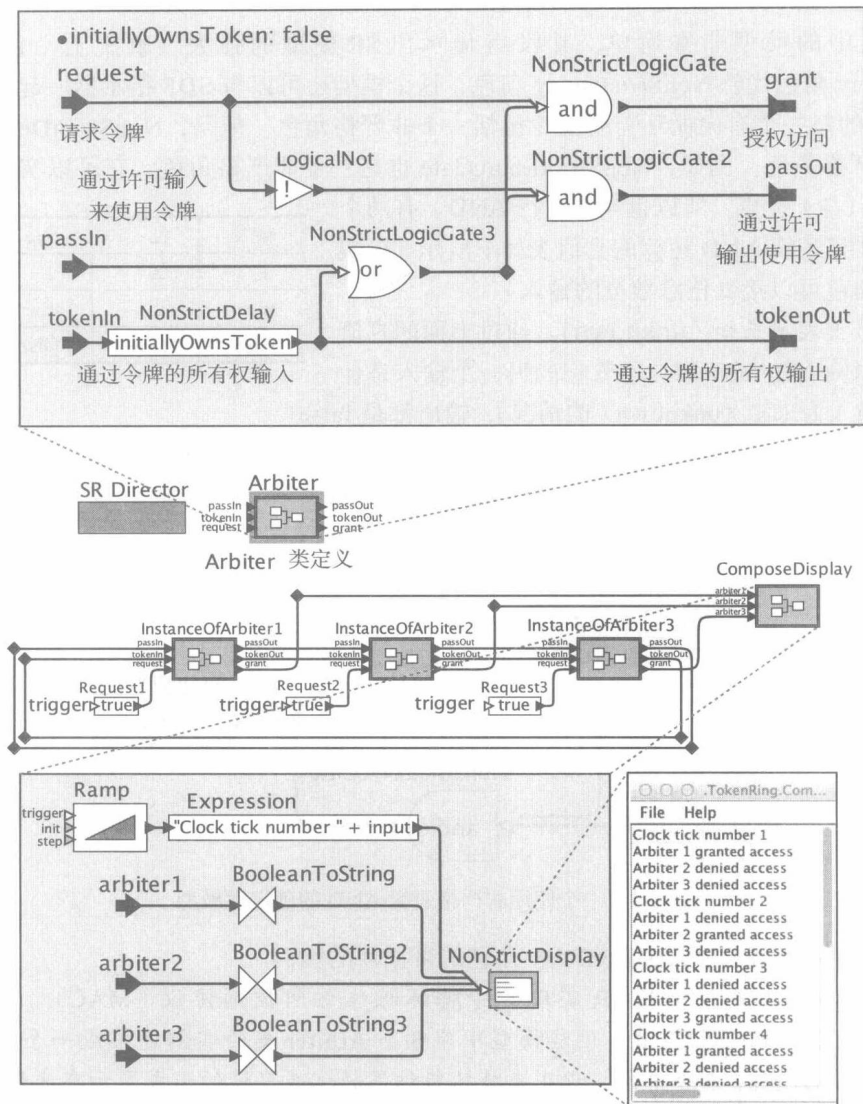 •initiallyOwnsToken: false
request
请求令牌
NonStrictLogicGate
and
grant
授权访问
通过许可输入
来使用令牌
LogicalNot
!
NonStrictLogicGate2
and
passOut
通过许可
输出使用令牌
passIn
NonStrictLogicGate3
or
tokenIn
NonStrictDelay
initiallyOwnsToken
tokenOut
通过令牌的所有权输入
通过令牌的所有权输出
SR Director
Arbiter
passIn
tokenIn
request
passOut
tokenOut
grant
Arbiter 类定义
ComposeDisplay
arbiter1
arbiter2
arbiter3
InstanceOfArbiter1
passIn
tokenIn
request
passOut
tokenOut
grant
InstanceOfArbiter2
passIn
tokenIn
request
passOut
tokenOut
grant
InstanceOfArbiter3
passIn
tokenIn
request
passOut
tokenOut
grant
Request1
trigger
true
Request2
trigger
true
Request3
trigger
true
Ramp
trigger
init
step
Expression
"Clock tick number " + input
arbiter1
BooleanToString
arbiter2
BooleanToString2
NonStrictDisplay
arbiter3
BooleanToString3
.TokenRing.Com...
File Help
Clock tick number 1
Arbiter 1 granted access
Arbiter 2 denied access
Arbiter 3 denied access
Clock tick number 2
Arbiter 1 denied access
Arbiter 2 granted access
Arbiter 3 denied access
Clock tick number 3
Arbiter 1 denied access
Arbiter 2 denied access
Arbiter 3 granted access
Clock tick number 4
Arbiter 1 granted access
Arbiter 2 denied access
Arbiter 3 denied access